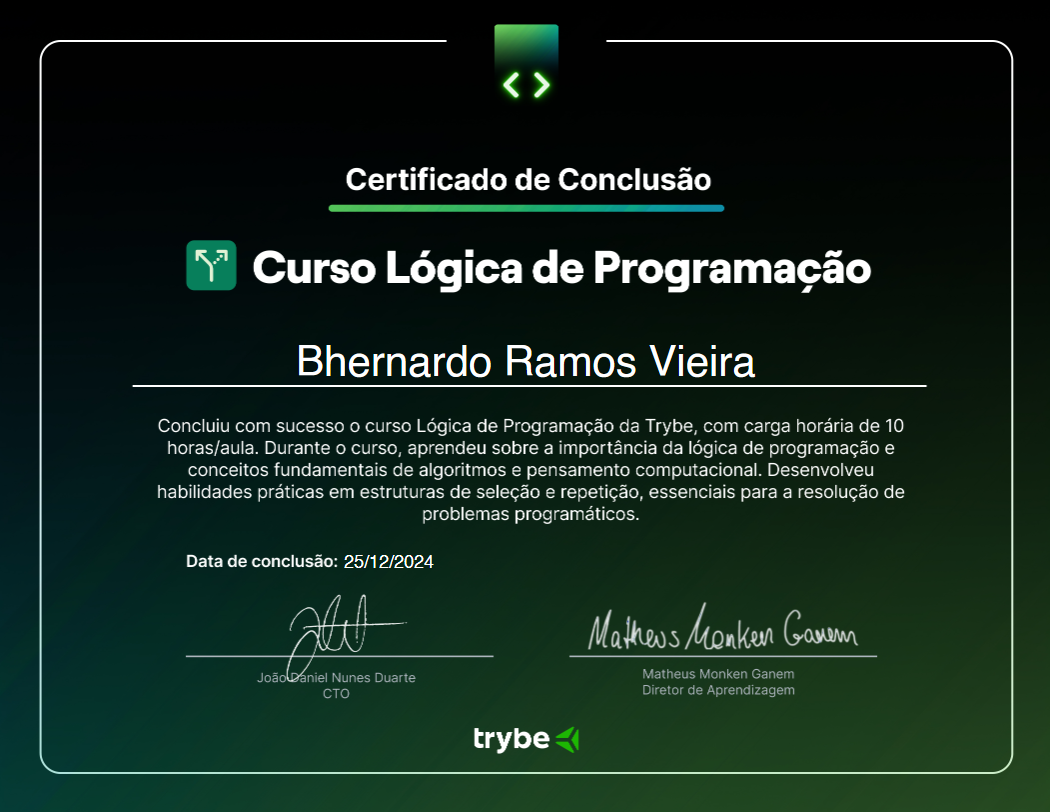 Certificado de Conclusão
Curso Lógica de Programação
Bhernardo Ramos Vieira
Concluiu com sucesso o curso Lógica de Programação da Trybe, com carga horária de 10
horas/aula. Durante o curso, aprendeu sobre a importância da lógica de programação e
conceitos fundamentais de algoritmos e pensamento computacional. Desenvolveu
habilidades práticas em estruturas de seleção e repetição, essenciais para a resolução de
problemas programáticos.
Data de conclusão: 25/12/2024
Matheus Monken Ganem
João Daniel Nunes Duarte
CTO
Matheus Monken Ganem
Diretor de Aprendizagem
trybe